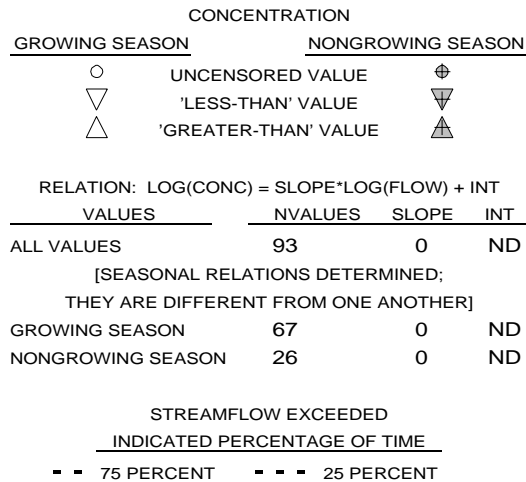 CONCENTRATION
GROWING SEASON NONGROWING SEASON
UNCENSORED VALUE
'LESS-THAN' VALUE
'GREATER-THAN' VALUE
RELATION: LOG(CONC) = SLOPE*LOG(FLOW) + INT
VALUES NVALUES SLOPE INT
ALL VALUES 93 0 ND
[SEASONAL RELATIONS DETERMINED;
THEY ARE DIFFERENT FROM ONE ANOTHER]
GROWING SEASON 67 0 ND
NONGROWING SEASON 26 0 ND
STREAMFLOW EXCEEDED
INDICATED PERCENTAGE OF TIME
75 PERCENT 25 PERCENT